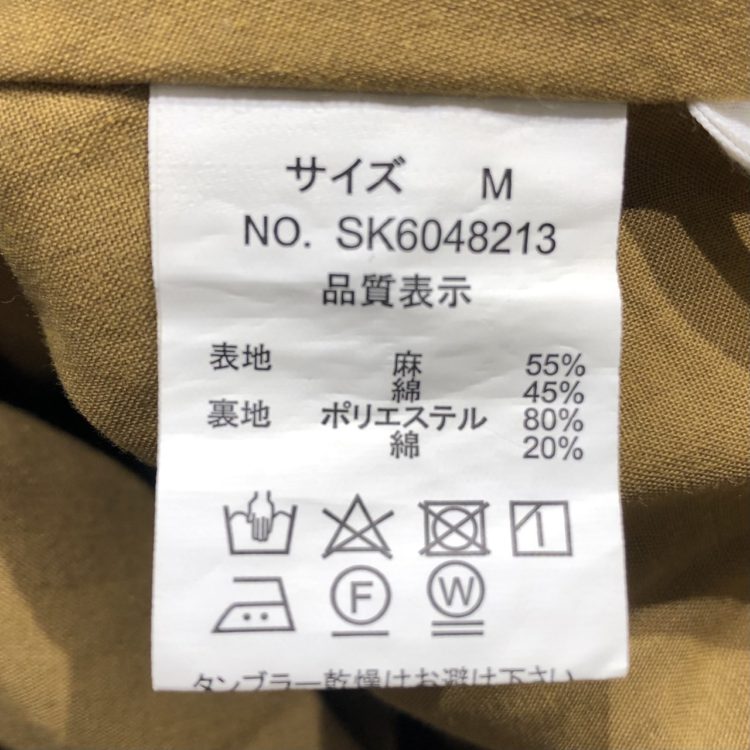 サイズ M
NO. SK6048213
品質表示
表地 麻 55%
綿 45%
裏地 ポリエステル 80%
綿 20%
F W
タンブラー乾燥はお避け下さい